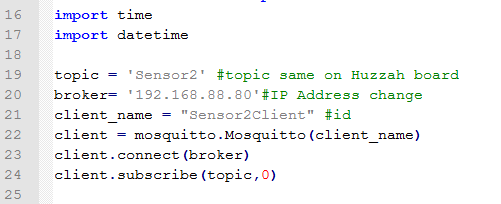 16 import time
17 import datetime
18
19 topic = 'Sensor2' #topic same on Huzzah board
20 broker= '192.168.88.80'#IP Address change
21 client_name = "Sensor2Client" #id
22 client = mosquitto.Mosquitto(client_name)
23 client.connect(broker)
24 client.subscribe(topic,0)
25